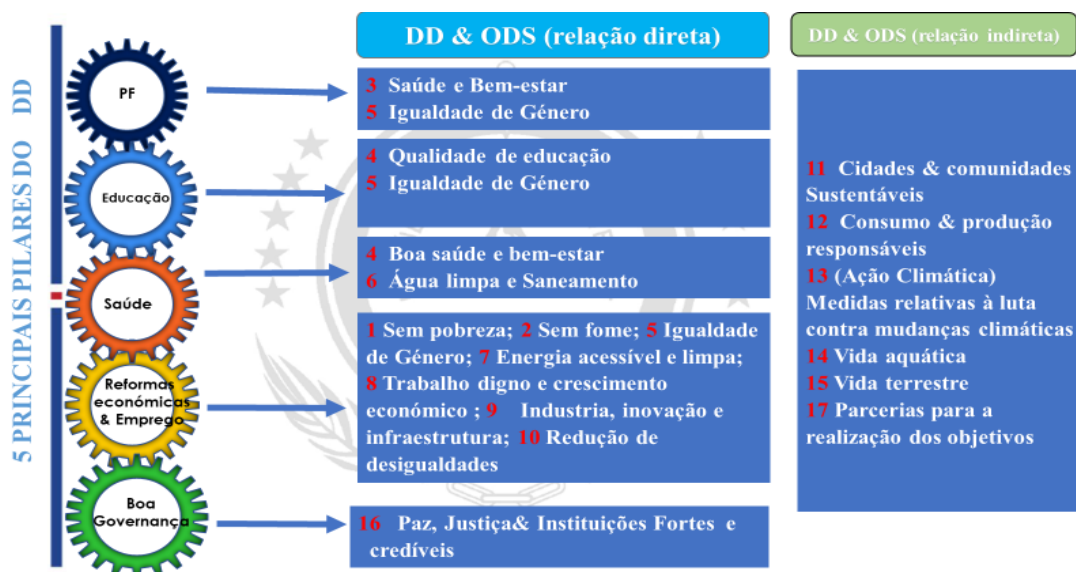 5 PRINCIPAIS PILARES DO DD
DD & ODS (relação direta)
DD & ODS (relação indireta)
PF
3 Saúde e Bem-estar
5 Igualdade de Género
Educação
4 Qualidade de educação
5 Igualdade de Género
Saúde
4 Boa saúde e bem-estar
6 Água limpa e Saneamento
Reformas
económicas
& Emprego
1 Sem pobreza; 2 Sem fome; 5 Igualdade
de Género; 7 Energia acessível e limpa;
8 Trabalho digno e crescimento
económico ; 9 Industria, inovação e
infraestrutura; 10 Redução de
desigualdades
Boa
Governança
16 Paz, Justiça& Instituições Fortes e
credíveis
11 Cidades & comunidades
Sustentáveis
12 Consumo & produção
responsáveis
13 (Ação Climática)
Medidas relativas à luta
contra mudanças climáticas
14 Vida aquática
15 Vida terrestre
17 Parcerias para a
realização dos objetivos